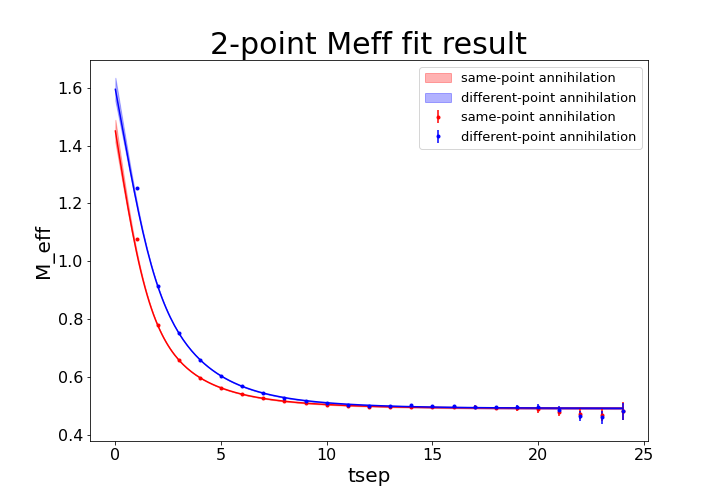 2-point Meff fit result
same-point annihilation
different-point annihilation
same-point annihilation
different-point annihilation
M_eff
1.6
1.4
1.2
1.0
0.8
0.6
0.4
0 5 10 15 20 25
tsep